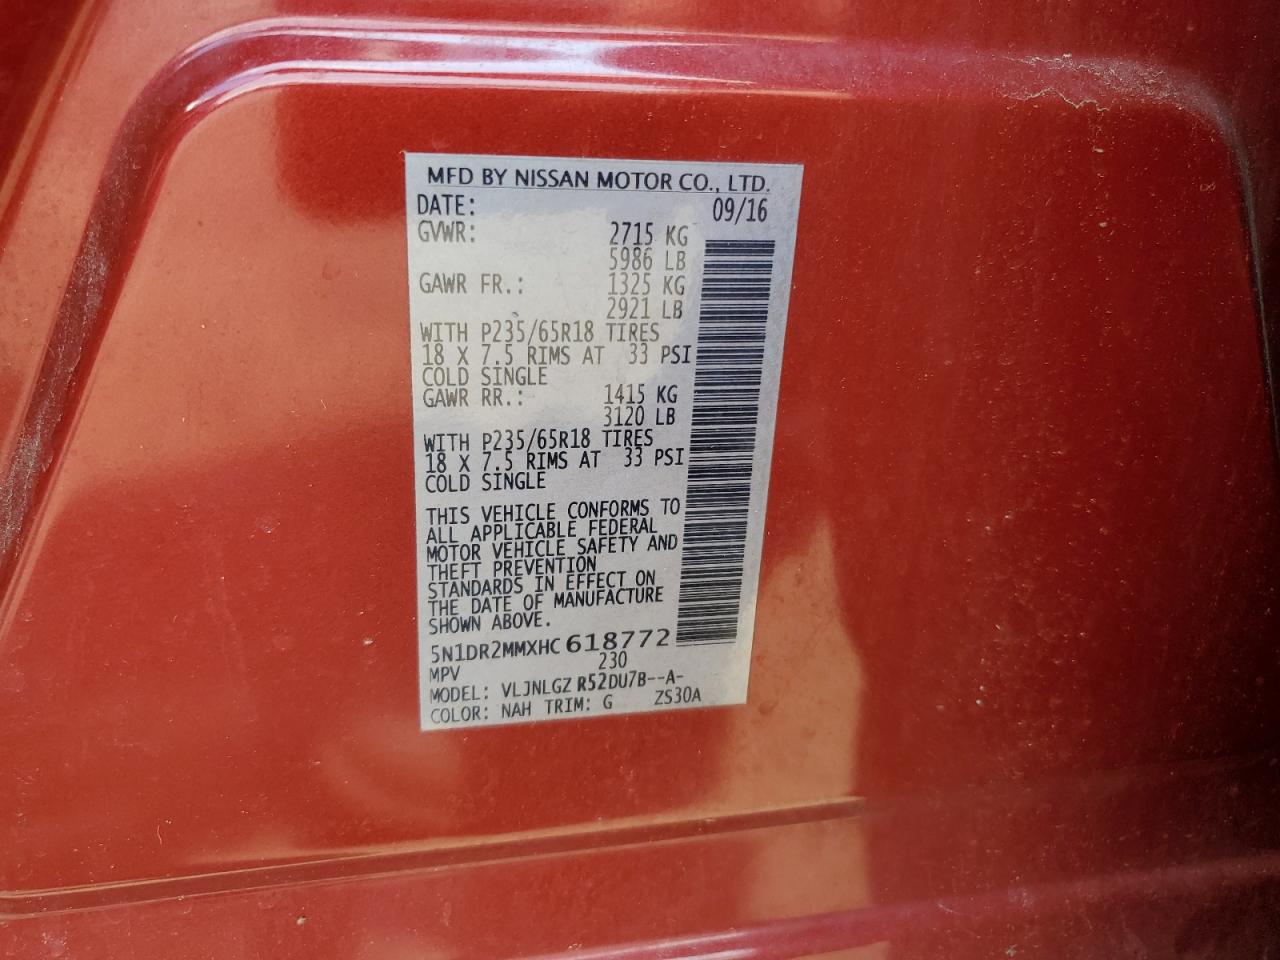 MFD BY NISSAN MOTOR CO., LTD.
DATE: 09/16
GVWR: 2715 KG
5986 LB
GAWR FR.: 1325 KG
2921 LB
WITH P235/65R18 TIRES
18 X 7.5 RIMS AT 33 PSI
COLD SINGLE
GAWR RR.: 1415 KG
3120 LB
WITH P235/65R18 TIRES
18 X 7.5 RIMS AT 33 PSI
COLD SINGLE
THIS VEHICLE CONFORMS TO
ALL APPLICABLE FEDERAL
MOTOR VEHICLE SAFETY AND
THEFT PREVENTION
STANDARDS IN EFFECT ON
THE DATE OF MANUFACTURE
SHOWN ABOVE.
5N1DR2MMXHC618772
MPV 230
MODEL: VLJNLGZ R52DU7B--A-
COLOR: NAH TRIM: G ZS30A